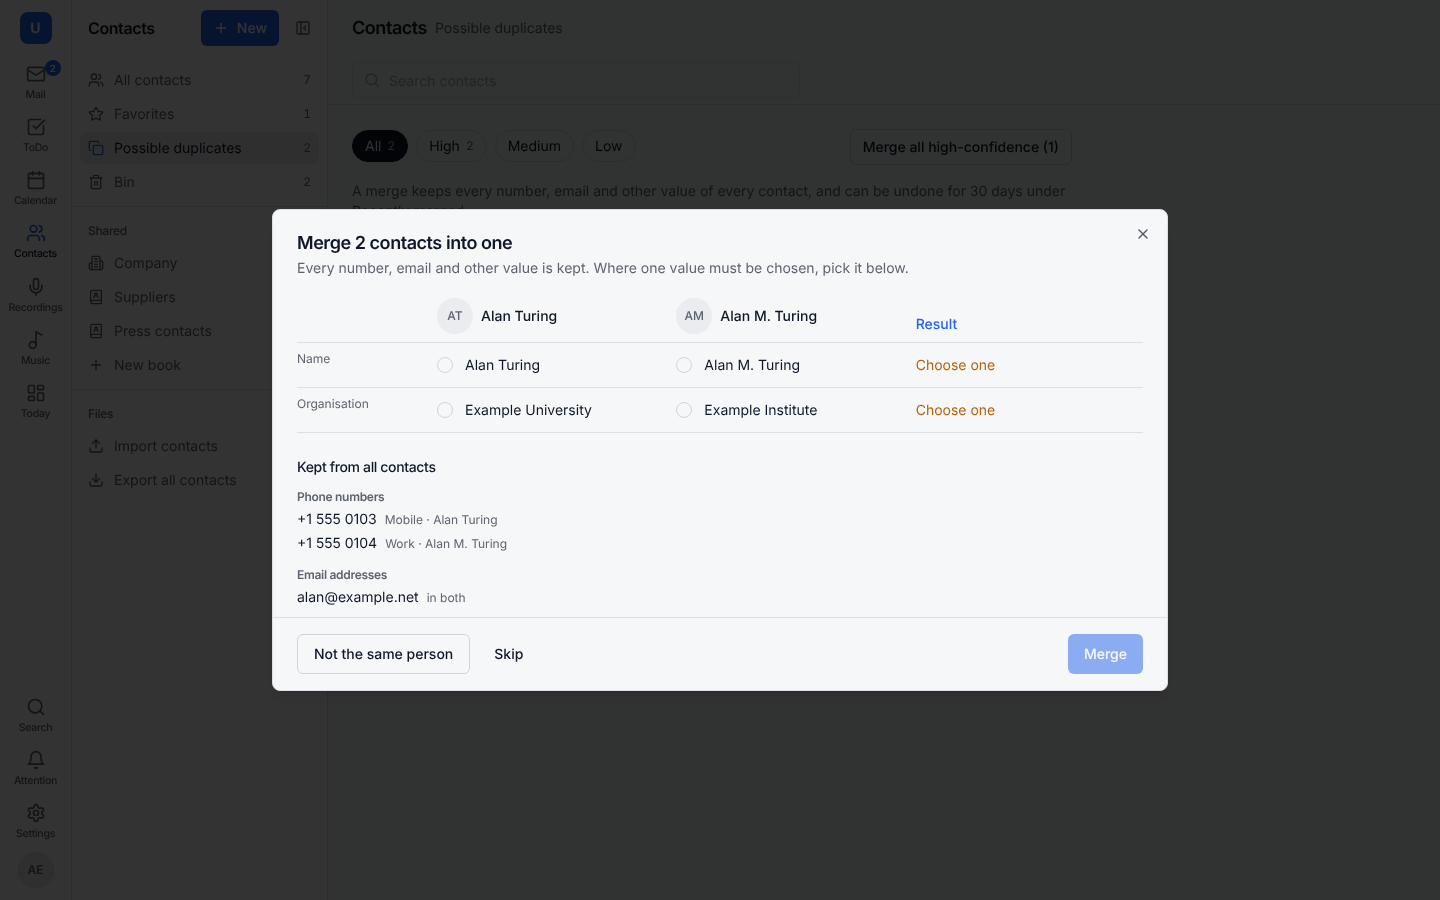 U
Contacts
New
Contacts Possible duplicates
Search contacts
2
Mail
ToDo
Calendar
Contacts
Recordings
Music
Today
Search
Attention
Settings
AE
All contacts 7
Favorites 1
Possible duplicates 2
Bin 2
Shared
Company
Suppliers
Press contacts
New book
Files
Import contacts
Export all contacts
All 2 High 2 Medium Low
Merge all high-confidence (1)
A merge keeps every number, email and other value of every contact, and can be undone for 30 days under
Merge 2 contacts into one
Every number, email and other value is kept. Where one value must be chosen, pick it below.
AT Alan Turing AM Alan M. Turing Result
Name Alan Turing Alan M. Turing Choose one
Organisation Example University Example Institute Choose one
Kept from all contacts
Phone numbers
+1 555 0103 Mobile · Alan Turing
+1 555 0104 Work · Alan M. Turing
Email addresses
alan@example.net in both
Not the same person Skip Merge